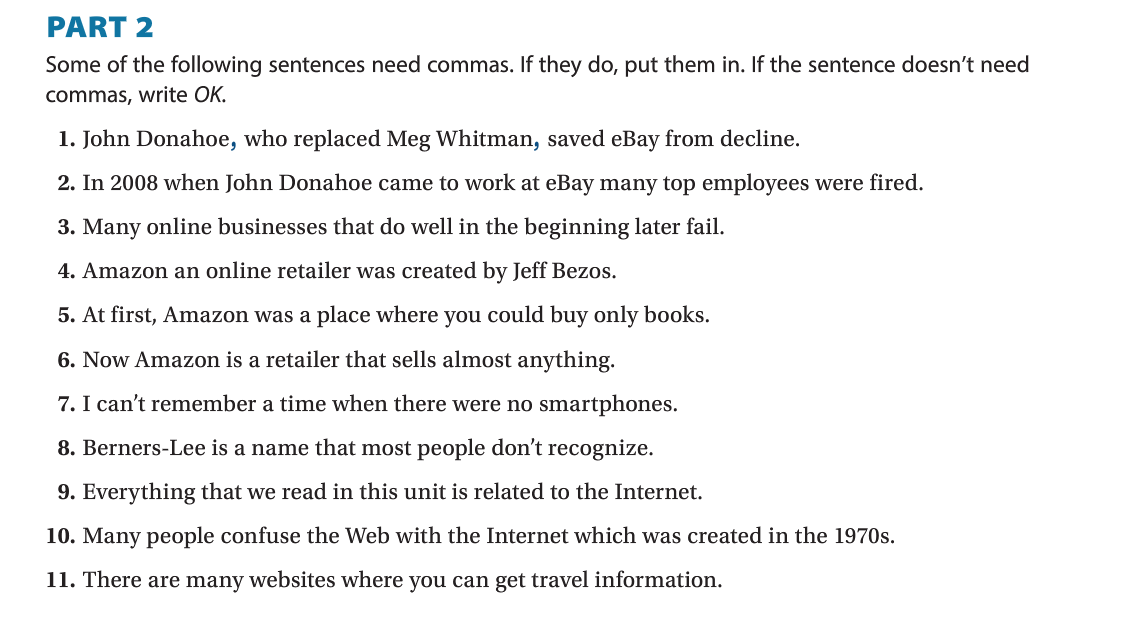 PART 2
Some of the following sentences need commas. If they do, put them in. If the sentence doesn’t need
commas, write OK.
1. John Donahoe, who replaced Meg Whitman, saved eBay from decline.
2. In 2008 when John Donahoe came to work at eBay many top employees were fired.
3. Many online businesses that do well in the beginning later fail.
4. Amazon an online retailer was created by Jeff Bezos.
5. At first, Amazon was a place where you could buy only books.
6. Now Amazon is a retailer that sells almost anything.
7. I can’t remember a time when there were no smartphones.
8. Berners-Lee is a name that most people don’t recognize.
9. Everything that we read in this unit is related to the Internet.
10. Many people confuse the Web with the Internet which was created in the 1970s.
11. There are many websites where you can get travel information.